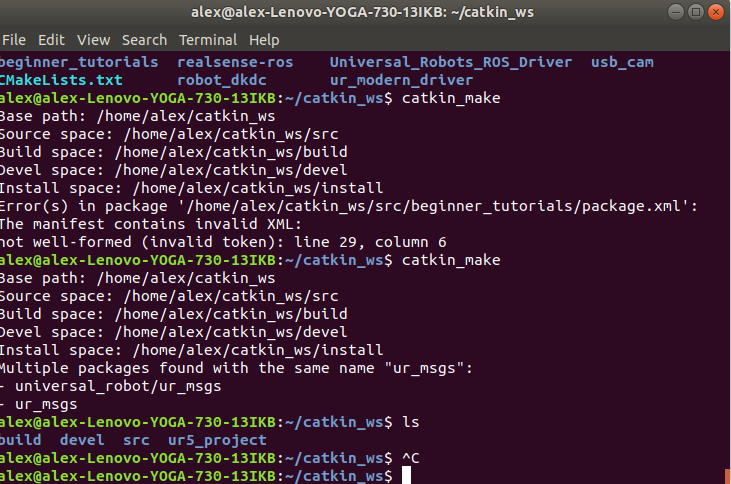 alex@alex-Lenovo-YOGA-730-13IKB: ~/catkin_ws
File Edit View Search Terminal Help
beginner_tutorials realsense-ros Universal_Robots_ROS_Driver usb_cam
CMakeLists.txt robot_dkdc ur_modern_driver
alex@alex-Lenovo-YOGA-730-13IKB:~/catkin_ws$ catkin_make
Base path: /home/alex/catkin_ws
Source space: /home/alex/catkin_ws/src
Build space: /home/alex/catkin_ws/build
Devel space: /home/alex/catkin_ws/devel
Install space: /home/alex/catkin_ws/install
Error(s) in package '/home/alex/catkin_ws/src/beginner_tutorials/package.xml':
The manifest contains invalid XML:
not well-formed (invalid token): line 29, column 6
alex@alex-Lenovo-YOGA-730-13IKB:~/catkin_ws$ catkin_make
Base path: /home/alex/catkin_ws
Source space: /home/alex/catkin_ws/src
Build space: /home/alex/catkin_ws/build
Devel space: /home/alex/catkin_ws/devel
Install space: /home/alex/catkin_ws/install
Multiple packages found with the same name "ur_msgs":
- universal_robot/ur_msgs
- ur_msgs
alex@alex-Lenovo-YOGA-730-13IKB:~/catkin_ws$ ls
build devel src ur5_project
alex@alex-Lenovo-YOGA-730-13IKB:~/catkin_ws$ ^C
alex@alex-Lenovo-YOGA-730-13IKB:~/catkin_ws$